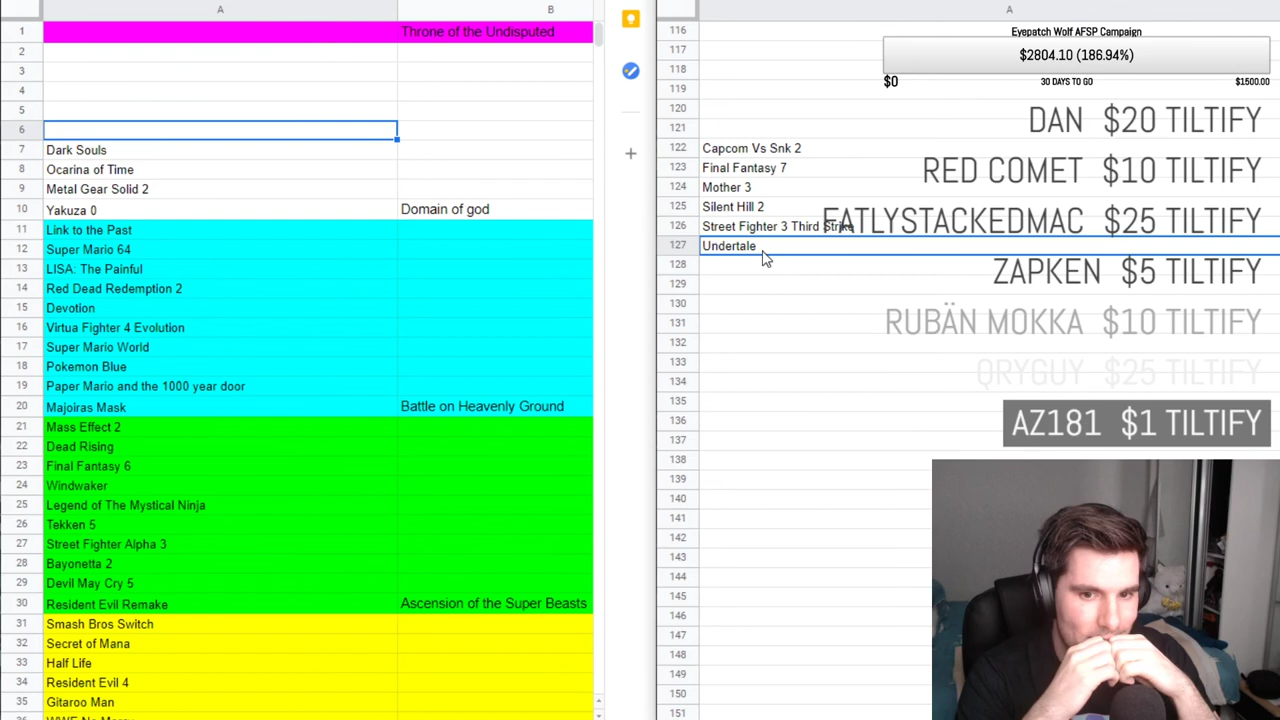 A
B
1 Throne of the Undisputed
2
3
4
5
6
7 Dark Souls
8 Ocarina of Time
9 Metal Gear Solid 2
10 Yakuza 0 Domain of god
11 Link to the Past
12 Super Mario 64
13 LISA: The Painful
14 Red Dead Redemption 2
15 Devotion
16 Virtua Fighter 4 Evolution
17 Super Mario World
18 Pokemon Blue
19 Paper Mario and the 1000 year door
20 Majoiras Mask Battle on Heavenly Ground
21 Mass Effect 2
22 Dead Rising
23 Final Fantasy 6
24 Windwaker
25 Legend of The Mystical Ninja
26 Tekken 5
27 Street Fighter Alpha 3
28 Bayonetta 2
29 Devil May Cry 5
30 Resident Evil Remake Ascension of the Super Beasts
31 Smash Bros Switch
32 Secret of Mana
33 Half Life
34 Resident Evil 4
35 Gitaroo Man
A
116
117
118
119
120
121
122 Capcom Vs Snk 2
123 Final Fantasy 7
124 Mother 3
125 Silent Hill 2
126 Street Fighter 3 Third Strike
127 Undertale
128
129
130
131
132
133
134
135
136
137
138
139
140
141
142
143
144
145
146
147
148
149
150
151
Eyepatch Wolf AFSP Campaign
$2804.10 (186.94%)
$0 30 DAYS TO GO $1500.00
DAN $20 TILTIFY
RED COMET $10 TILTIFY
EATLYSTACKEDMAC $25 TILTIFY
ZAPKEN $5 TILTIFY
RUBÄN MOKKA $10 TILTIFY
QRYGUY $25 TILTIFY
AZ181 $1 TILTIFY